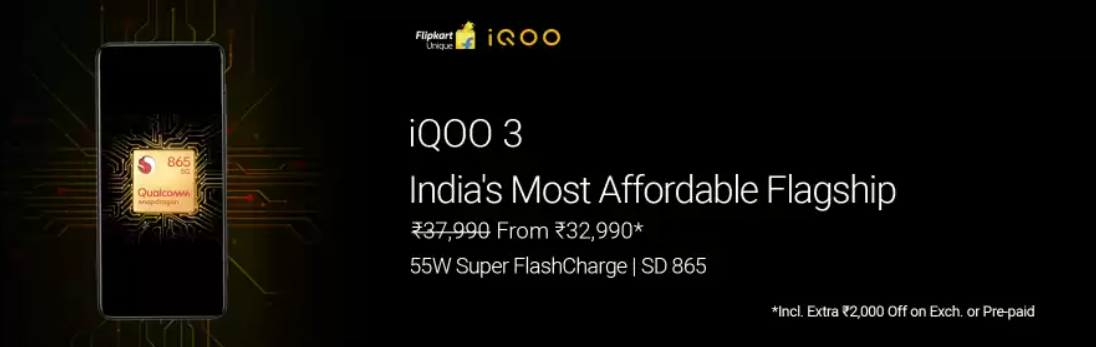 Flipkart
Unique
iQOO
865
5G
Qualcomm
snapdragon
iQOO 3
India's Most Affordable Flagship
₹37,990 From ₹32,990*
55W Super FlashCharge | SD 865
*Incl. Extra ₹2,000 Off on Exch. or Pre-paid